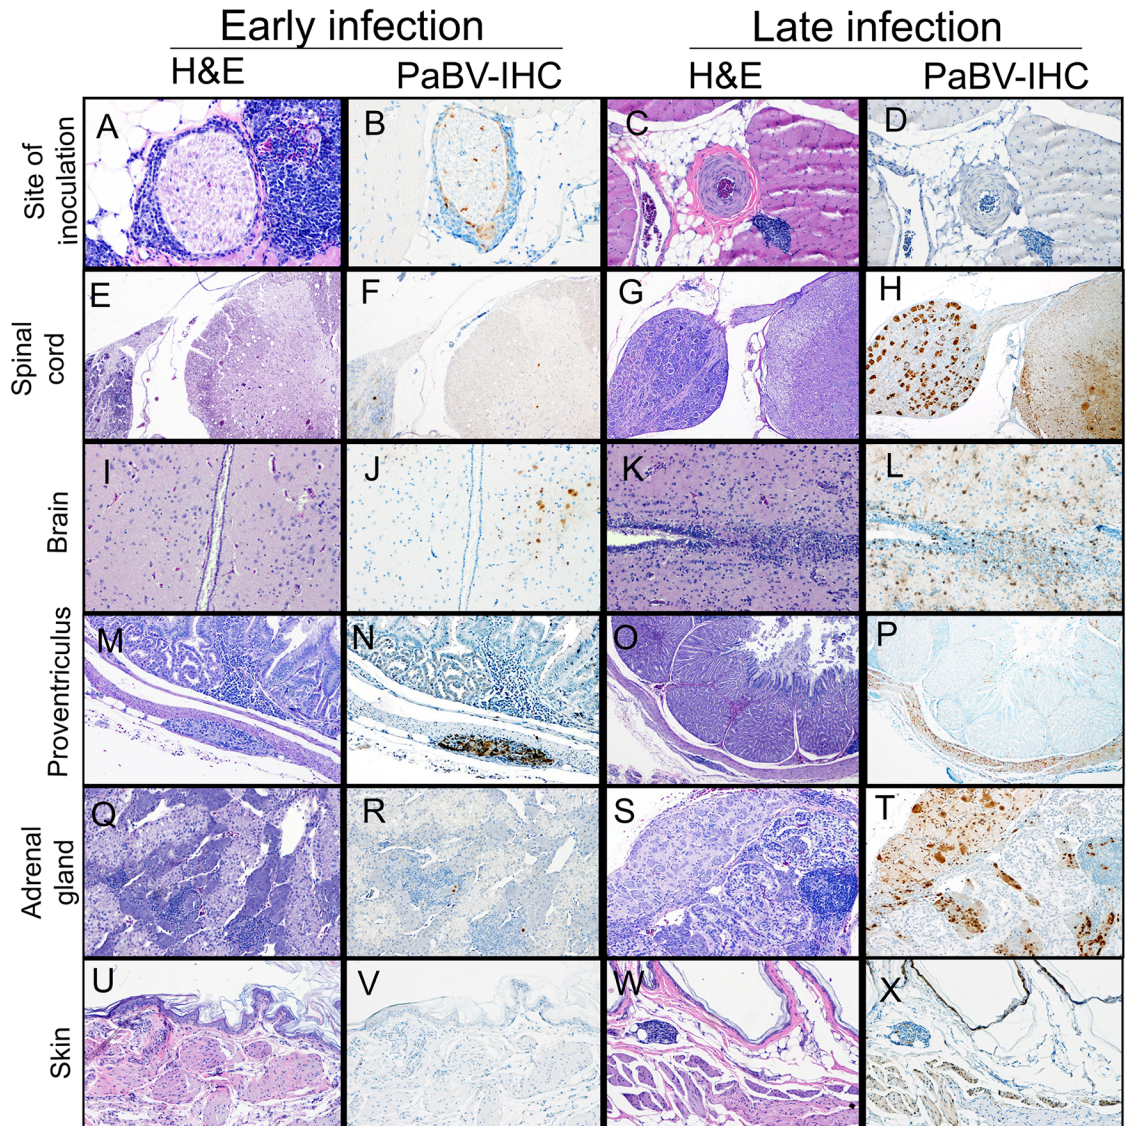 Early infection
Late infection
H&E
PaBV-IHC
H&E
PaBV-IHC
Site of
inoculation
A
B
C
D
Spinal
cord
E
F
G
H
Brain
I
J
K
L
Proventriculus
M
N
O
P
Adrenal
gland
Q
R
S
T
Skin
U
V
W
X